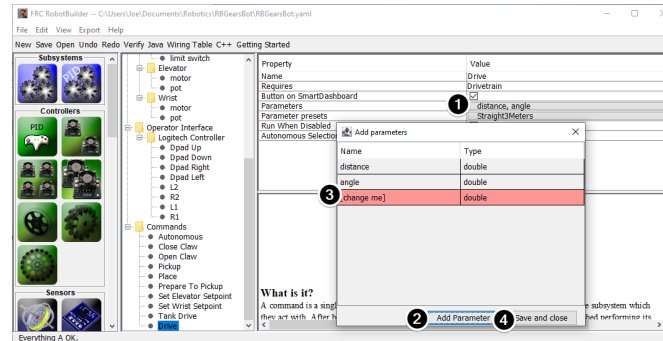 FRC RobotBuilder -- C:\Users\Joe\Documents\Robotics\RBGearsBot\RBGearsBot.yaml
File Edit View Export Help
New Save Open Undo Redo Verify Java Wiring Table C++ Getting Started
Subsystems
PID
Controllers
PID
Sensors
limit switch
Elevator
motor
pot
Wrist
motor
pot
Operator Interface
Logitech Controller
Dpad Up
Dpad Down
Dpad Right
Dpad Left
L2
R2
L1
R1
Commands
Autonomous
Close Claw
Open Claw
Pickup
Place
Prepare To Pickup
Set Elevator Setpoint
Set Wrist Setpoint
Tank Drive
Drive
Property Value
Name Drive
Requires Drivetrain
Button on SmartDashboard
1
Parameters distance, angle
Parameter presets Straight3Meters
Run When Disabled
Autonomous Selection
Add parameters
Name Type
distance double
angle double
3
[change me] double
2 Add Parameter 4 Save and close
What is it?
A command is a singl
e subsystem which
they act with. After
hed performing its
Everything A OK.